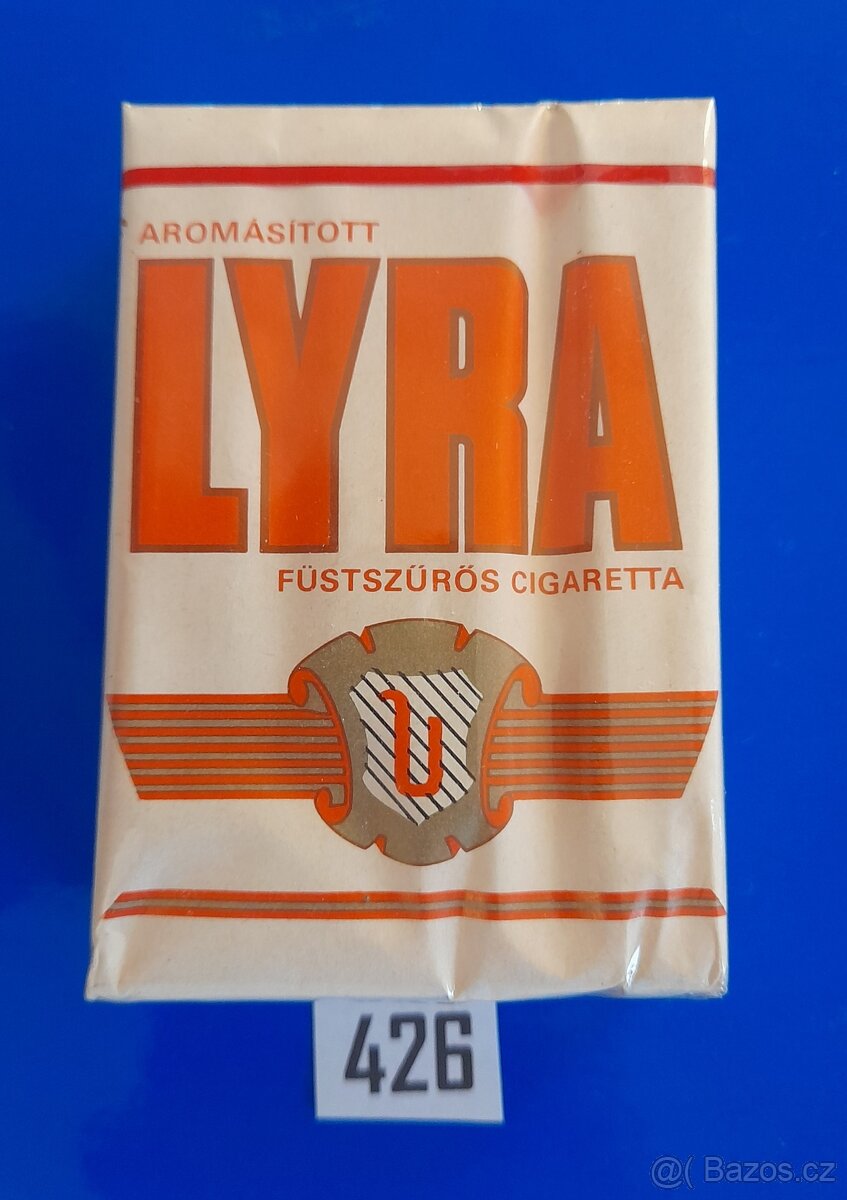 AROMÁSÍTOTT
LYRA
FÜSTSZŰRŐS CIGARETTA
U
426
@( Bazos.cz